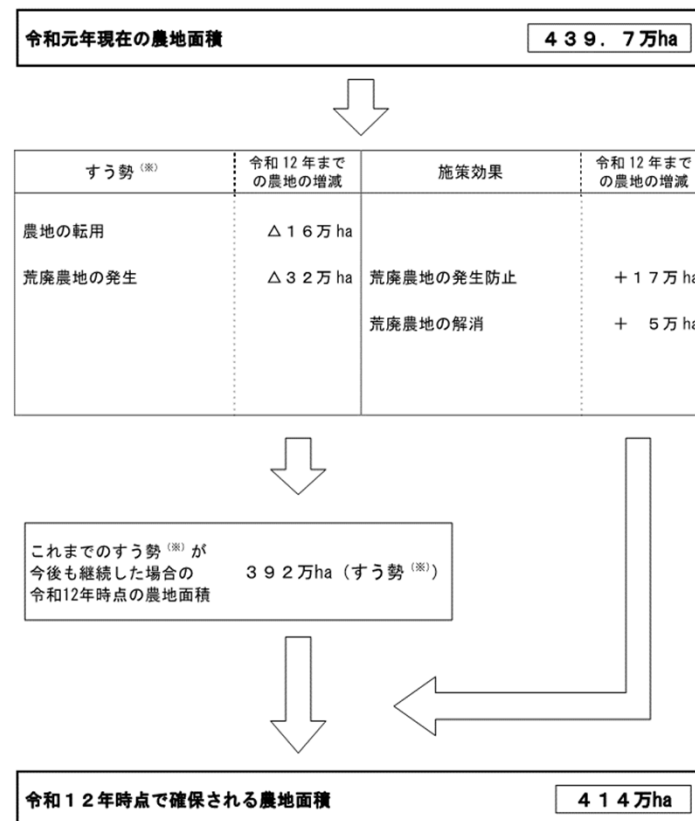 令和元年現在の農地面積 ４３９．７万ha
すう勢（※） 令和12年まで の農地の増減 施策効果 令和12年まで の農地の増減
農地の転用 △１６万ha
荒廃農地の発生 △３２万ha 荒廃農地の発生防止 ＋１７万ha
荒廃農地の解消 ＋ ５万ha
これまでのすう勢（※）が
今後も継続した場合の ３９２万ha（すう勢（※））
令和12年時点の農地面積
令和１２年時点で確保される農地面積 ４１４万ha